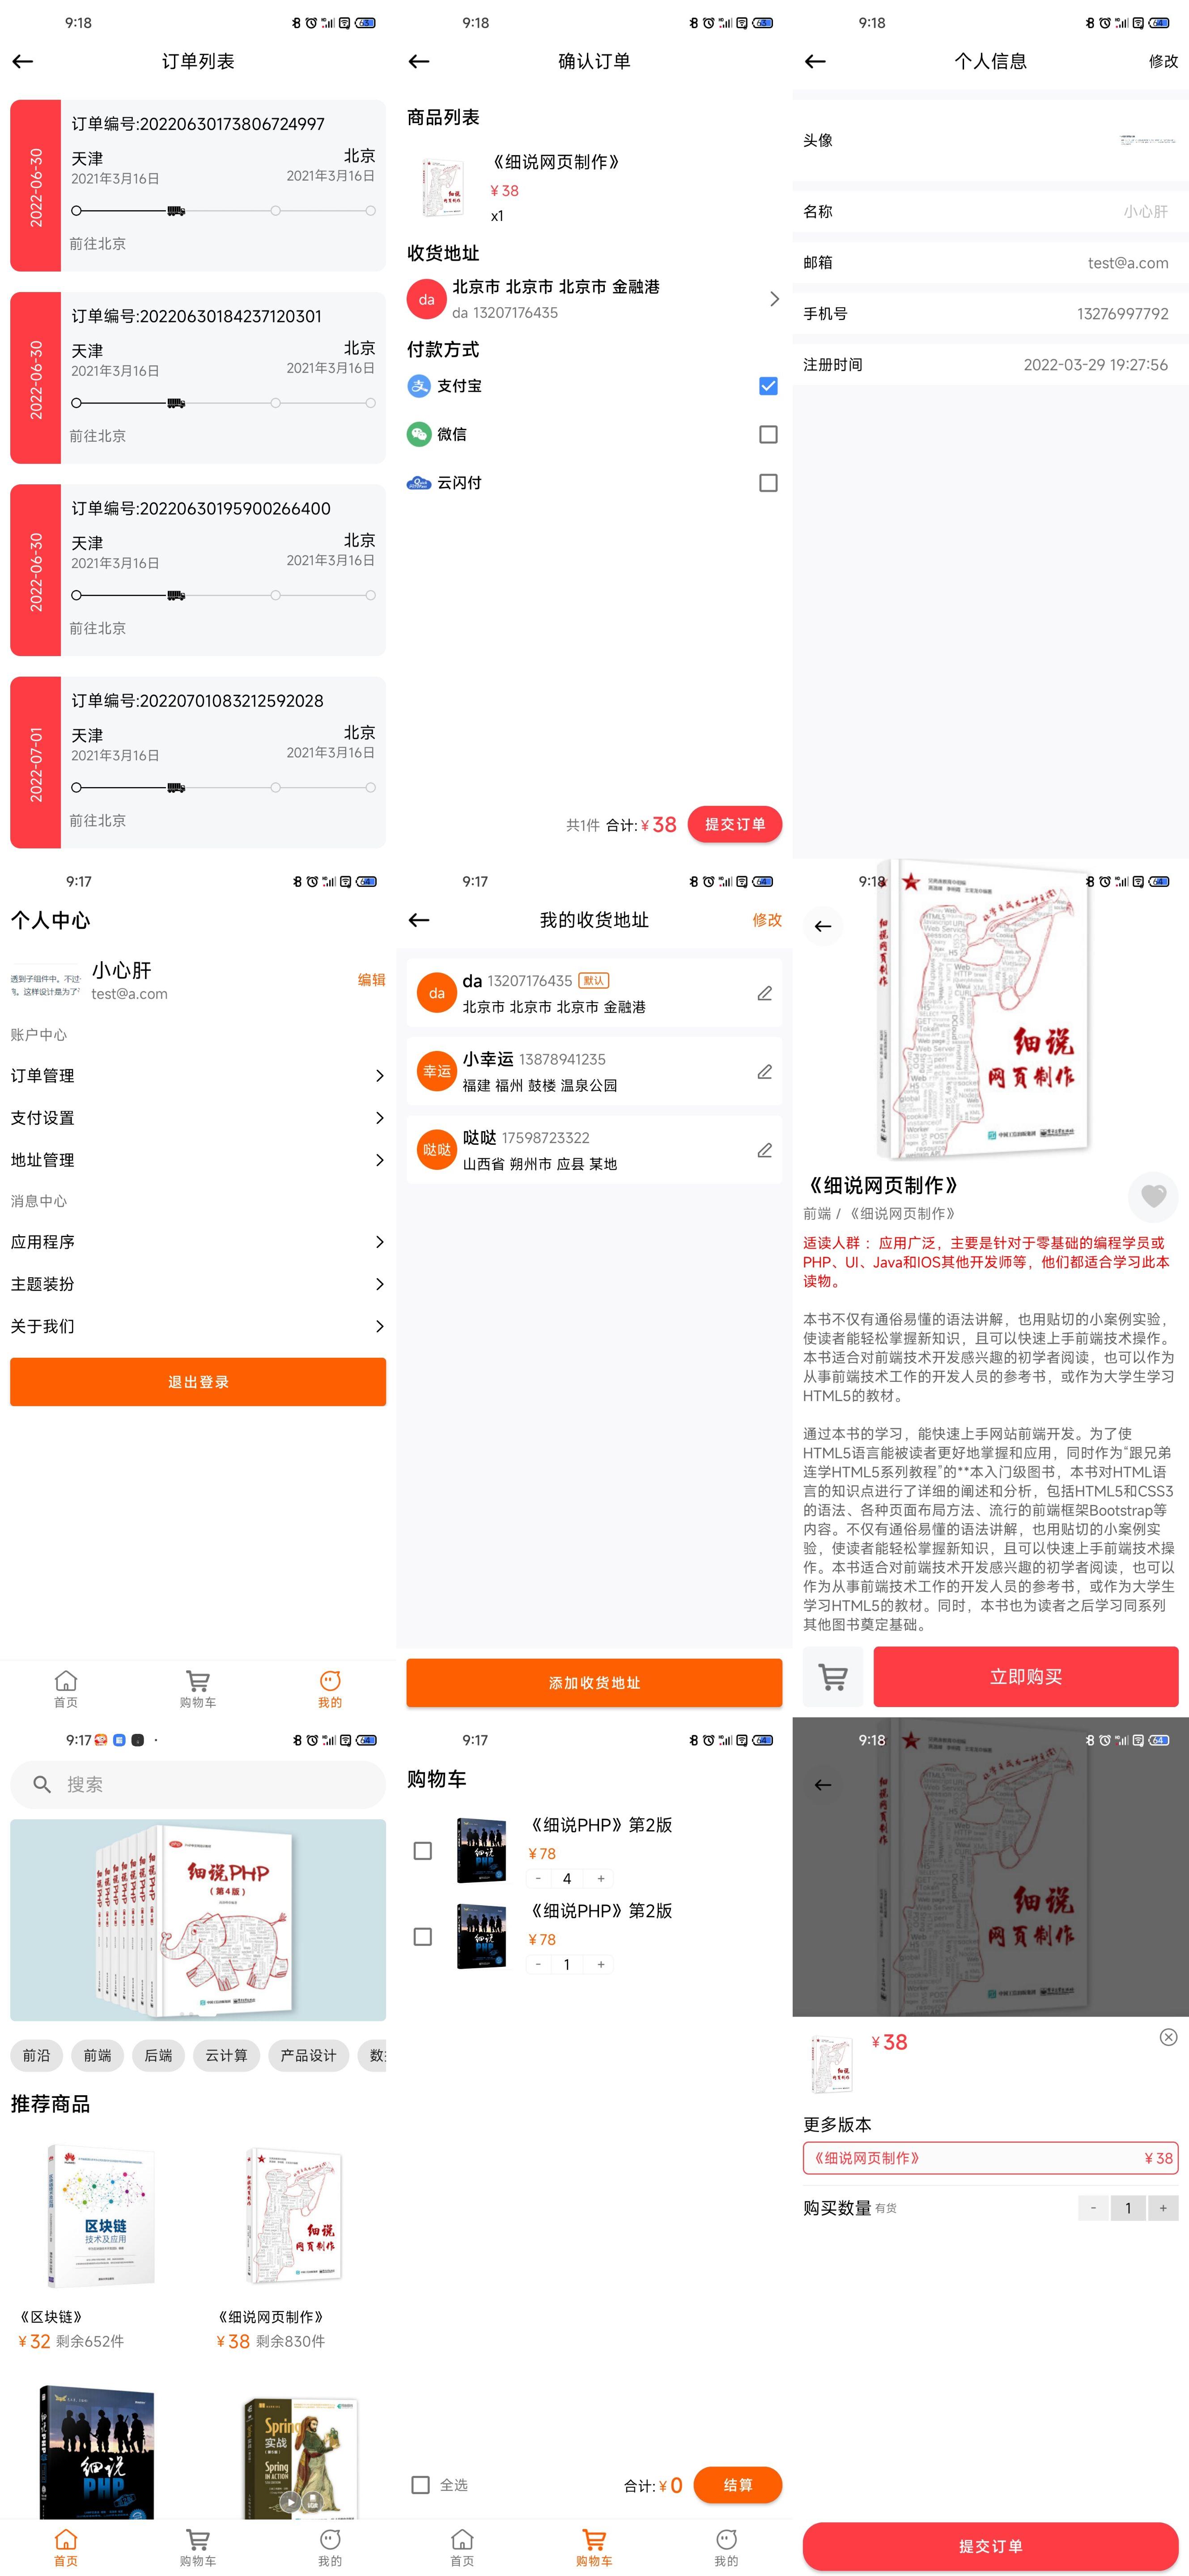 9:18
订单列表
2022-06-30
订单编号:20220630173806724997
天津
北京
2021年3月16日
2021年3月16日
前往北京
2022-06-30
订单编号:20220630184237120301
天津
北京
2021年3月16日
2021年3月16日
前往北京
2022-06-30
订单编号:20220630195900266400
天津
北京
2021年3月16日
2021年3月16日
前往北京
2022-07-01
订单编号:20220701083212592028
天津
北京
2021年3月16日
2021年3月16日
前往北京
9:18
63
确认订单
商品列表
《细说网页制作》
¥38
x1
收货地址
da
北京市 北京市 北京市 金融港
da 13207176435
付款方式
支 支付宝
微信
云闪付
共1件 合计:¥38 提交订单
9:18
64
个人信息 修改
头像
名称 小心肝
邮箱 test@a.com
手机号 13276997792
注册时间 2022-03-29 19:27:56
9:17
64
个人中心
透到子组件中。不过
小心肝
test@a.com
编辑
账户中心
订单管理
支付设置
地址管理
消息中心
应用程序
主题装扮
关于我们
退出登录
首页 购物车 我的
9:17
64
我的收货地址 修改
da
da 13207176435 默认
北京市 北京市 北京市 金融港
幸运
小幸运 13878941235
福建 福州 鼓楼 温泉公园
哒哒
哒哒 17598723322
山西省 朔州市 应县 某地
添加收货地址
9:18
64
细说网页制作
细说
网页制作
《细说网页制作》
前端 / 《细说网页制作》
适读人群 ：应用广泛，主要是针对于零基础的编程学员或
PHP、UI、Java和IOS其他开发师等，他们都适合学习此本
读物。
本书不仅有通俗易懂的语法讲解，也用贴切的小案例实验，
使读者能轻松掌握新知识，且可以快速上手前端技术操作。
本书适合对前端技术开发感兴趣的初学者阅读，也可以作为
从事前端技术工作的开发人员的参考书，或作为大学生学习
HTML5的教材。
通过本书的学习，能快速上手网站前端开发。为了使
HTML5语言能被读者更好地掌握和应用，同时作为“跟兄弟
连学HTML5系列教程”的**本入门级图书，本书对HTML语
言的知识点进行了详细的阐述和分析，包括HTML5和CSS3
的语法、各种页面布局方法、流行的前端框架Bootstrap等
内容。不仅有通俗易懂的语法讲解，也用贴切的小案例实
验，使读者能轻松掌握新知识，且可以快速上手前端技术操
作。本书适合对前端技术开发感兴趣的初学者阅读，也可以
作为从事前端技术工作的开发人员的参考书，或作为大学生
学习HTML5的教材。同时，本书也为读者之后学习同系列
其他图书奠定基础。
立即购买
9:17
64
搜索
细说PHP
（第4版）
前沿 前端 后端 云计算 产品设计
推荐商品
区块链
技术及应用
细说
网页制作
《区块链》
¥32 剩余652件
《细说网页制作》
¥38 剩余830件
细说
PHP
Spring
实战
Spring
IN ACTION
首页 购物车 我的
9:17
64
购物车
《细说PHP》第2版
¥78
- 4 +
《细说PHP》第2版
¥78
- 1 +
全选 合计:¥0 结算
首页 购物车 我的
9:18
64
细说
网页制作
¥38
更多版本
《细说网页制作》 ¥38
购买数量 有货 - 1 +
提交订单